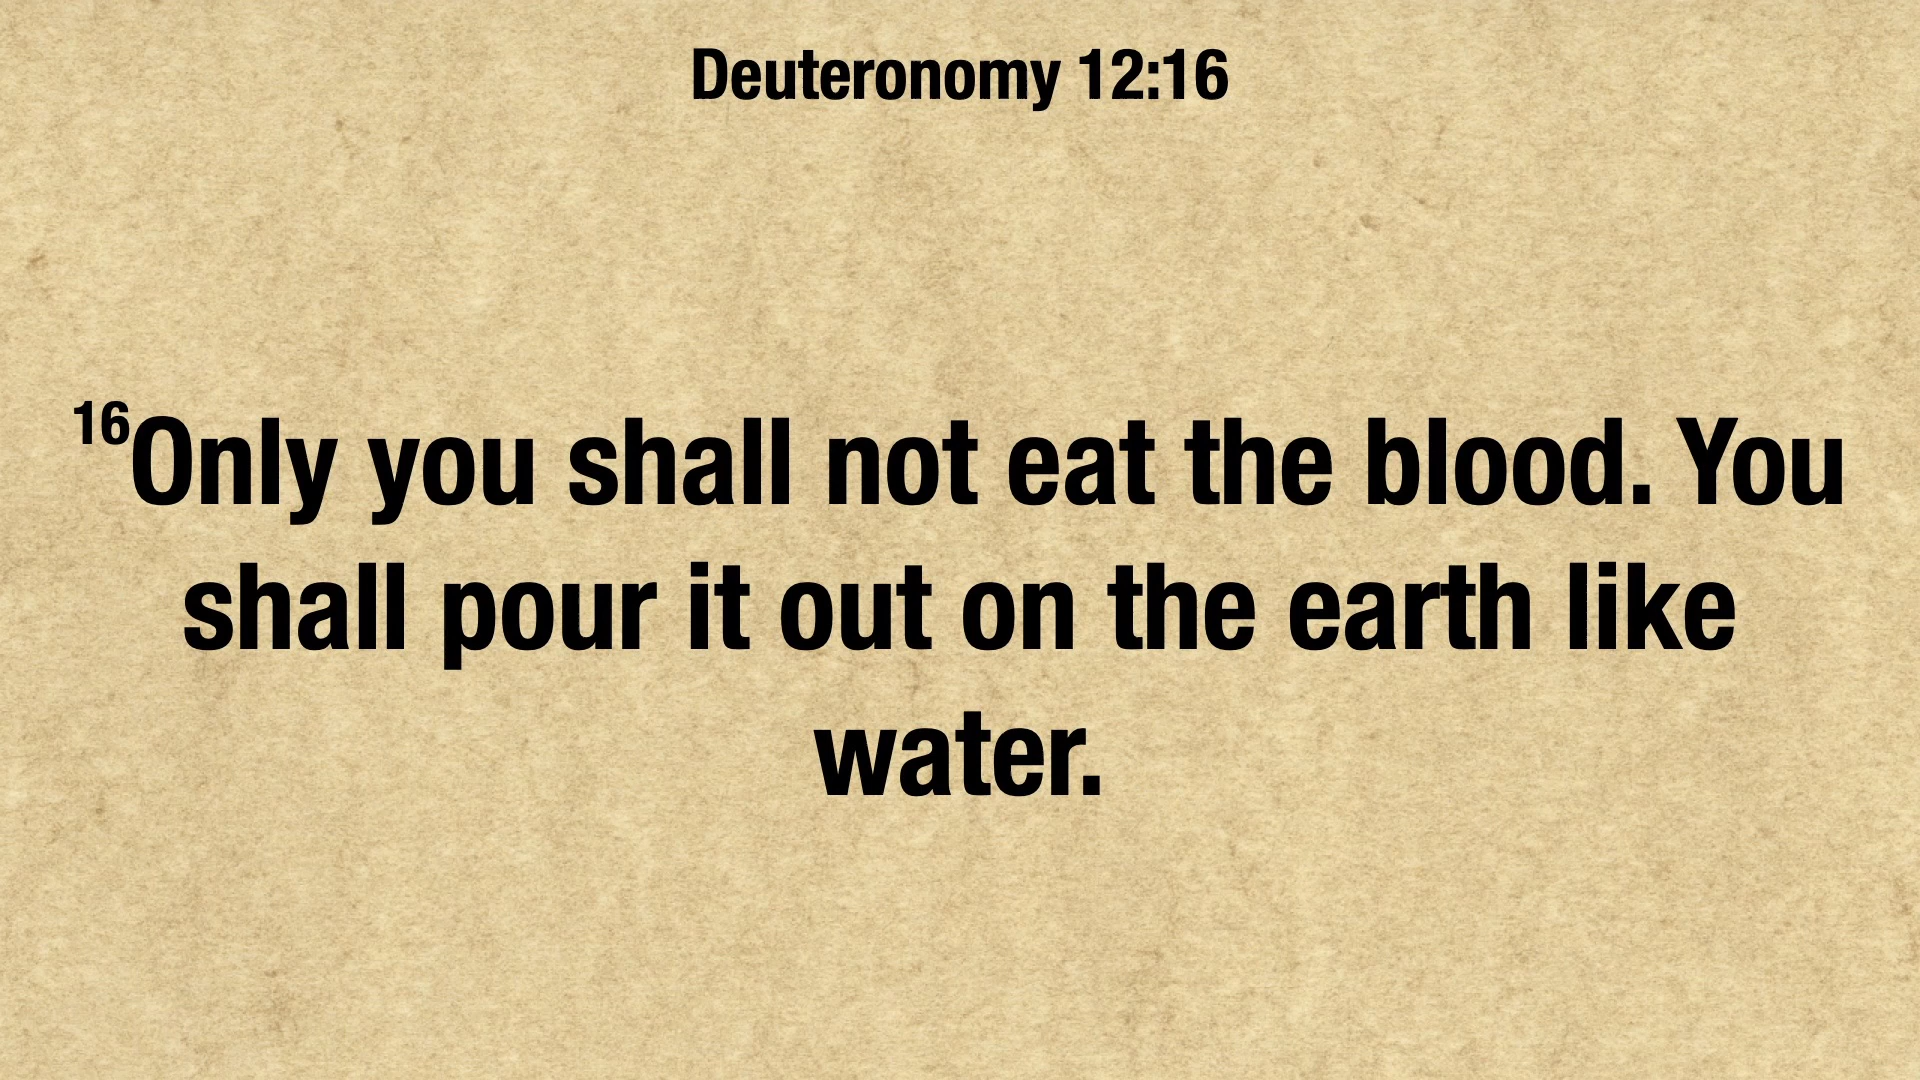 Deuteronomy 12:16
16Only you shall not eat the blood. You
shall pour it out on the earth like
water.